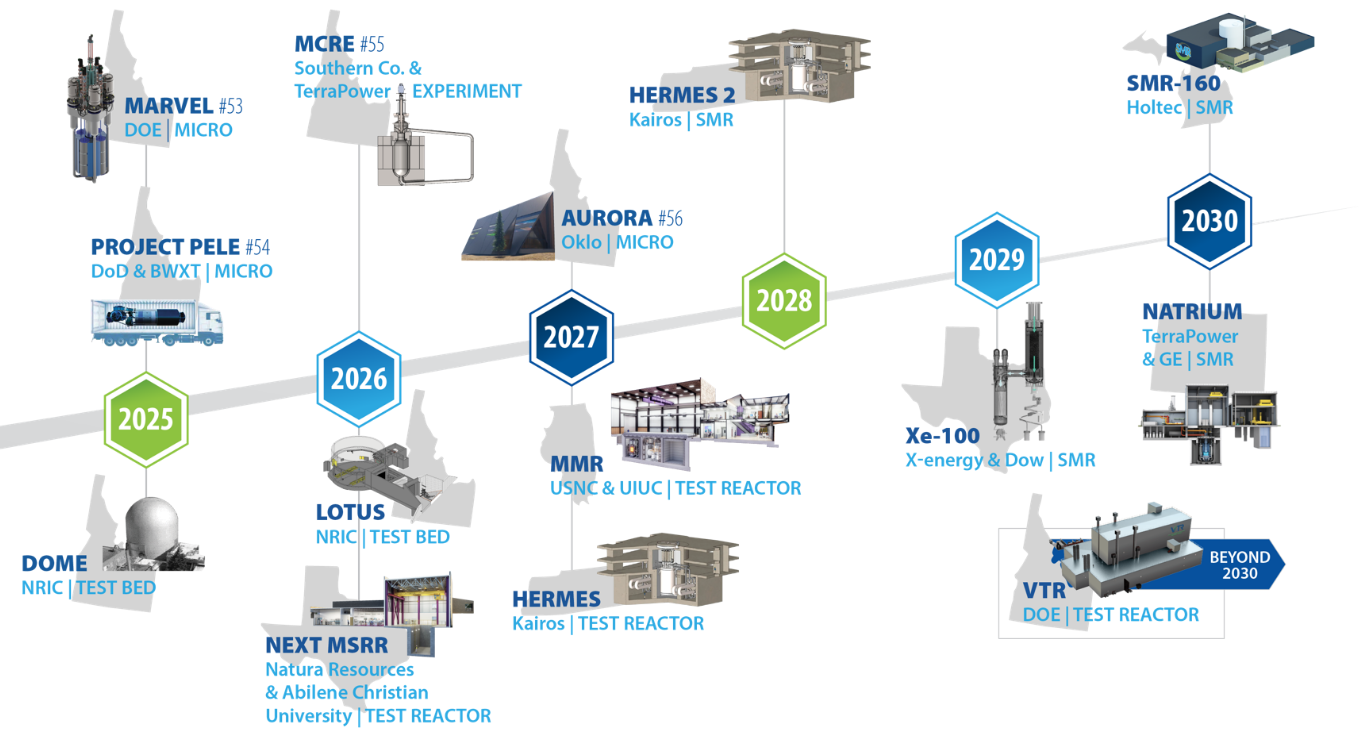 MARVEL #53
DOE | MICRO
PROJECT PELE #54
DoD & BWXT | MICRO
2025
DOME
NRIC | TEST BED
MCRE #55
Southern Co. &
TerraPower EXPERIMENT
2026
LOTUS
NRIC | TEST BED
NEXT MSRR
Natura Resources
& Abilene Christian
University | TEST REACTOR
AURORA #56
Oklo | MICRO
2027
MMR
USNC & UIUC | TEST REACTOR
HERMES
Kairos | TEST REACTOR
HERMES 2
Kairos | SMR
2028
2029
Xe-100
X-energy & Dow | SMR
SMR
SMR-160
Holtec | SMR
2030
NATRIUM
TerraPower
& GE | SMR
VTR
DOE | TEST REACTOR
BEYOND
2030